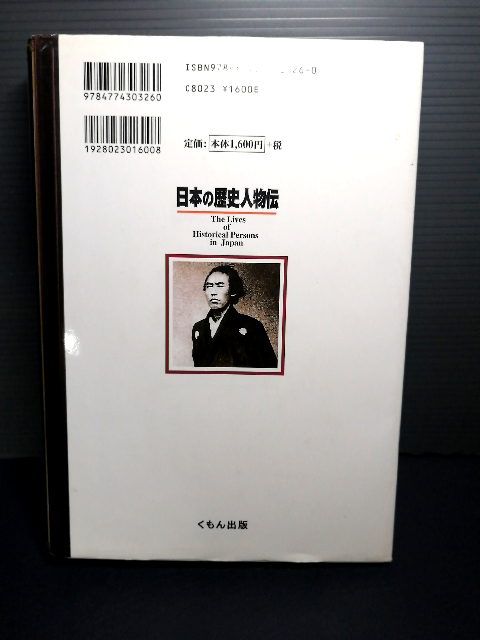 ISBN978-
C8023 ¥1600E
9784774303260
1928023016008
定価：本体1,600円+税
日本の歴史人物伝
The Lives
of
Historical Persons
in Japan
くもん出版